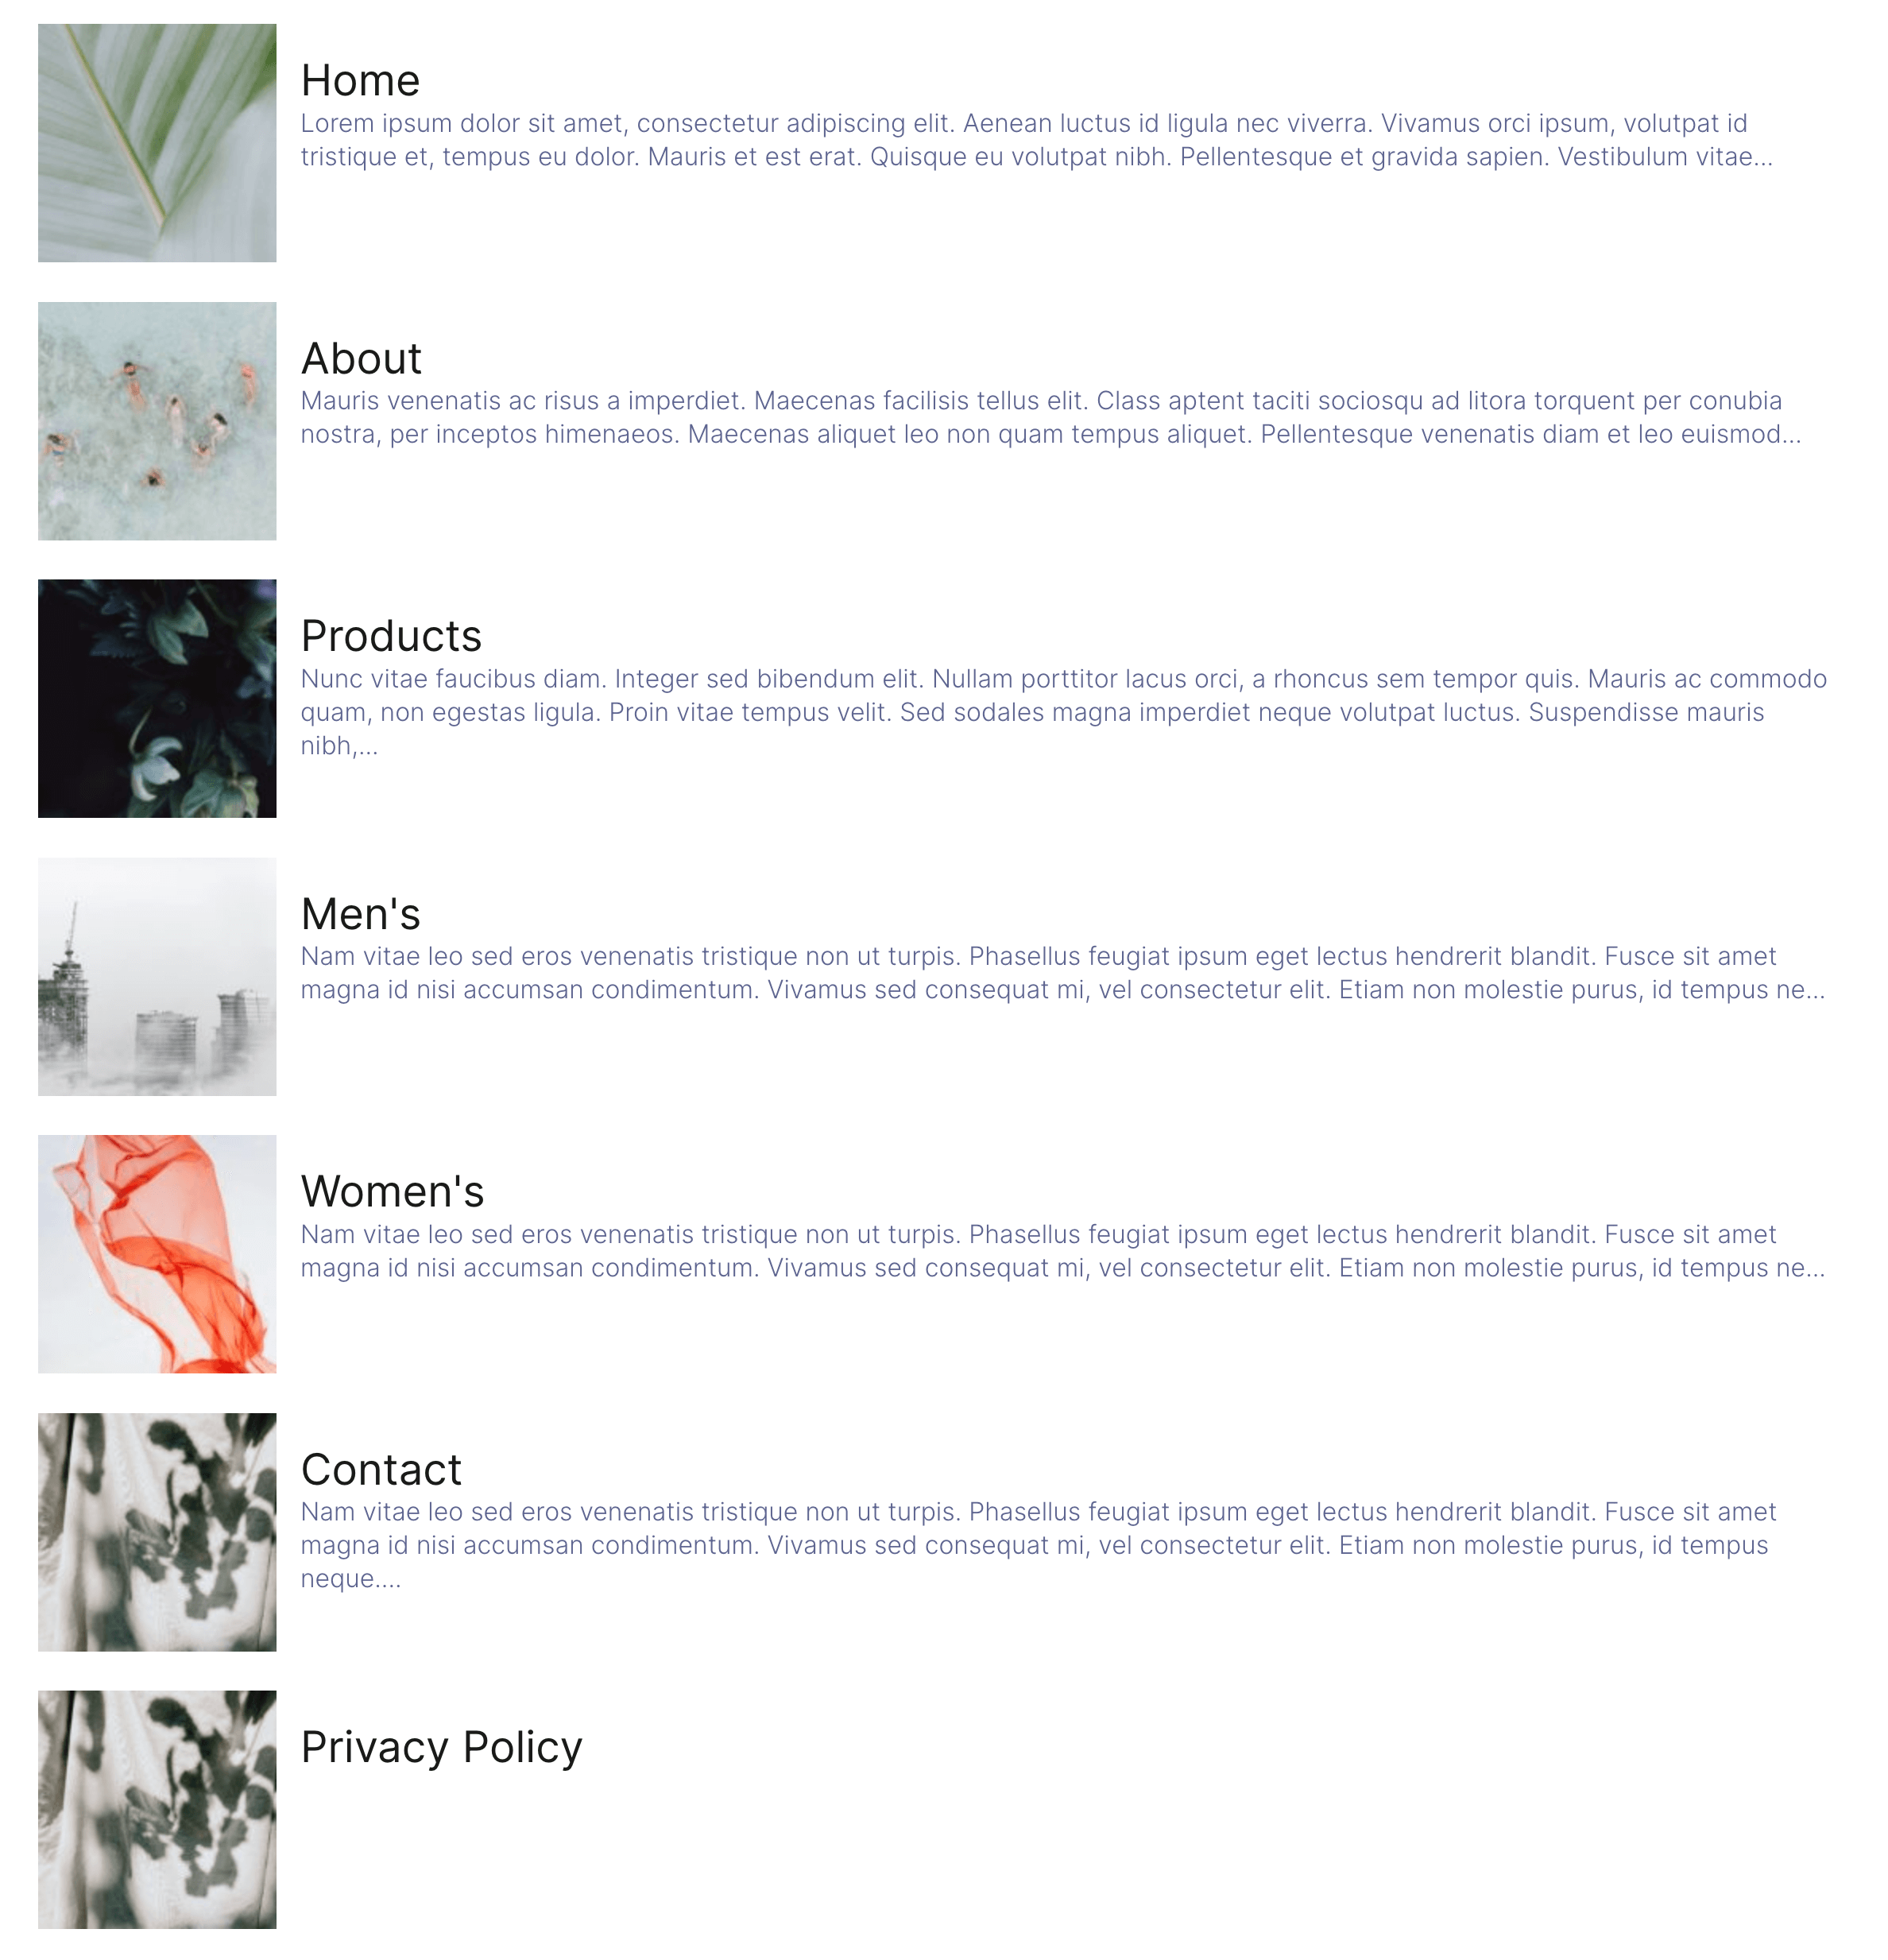 Home
Lorem ipsum dolor sit amet, consectetur adipiscing elit. Aenean luctus id ligula nec viverra. Vivamus orci ipsum, volutpat id
tristique et, tempus eu dolor. Mauris et est erat. Quisque eu volutpat nibh. Pellentesque et gravida sapien. Vestibulum vitae...
About
Mauris venenatis ac risus a imperdiet. Maecenas facilisis tellus elit. Class aptent taciti sociosqu ad litora torquent per conubia
nostra, per inceptos himenaeos. Maecenas aliquet leo non quam tempus aliquet. Pellentesque venenatis diam et leo euismod...
Products
Nunc vitae faucibus diam. Integer sed bibendum elit. Nullam porttitor lacus orci, a rhoncus sem tempor quis. Mauris ac commodo
quam, non egestas ligula. Proin vitae tempus velit. Sed sodales magna imperdiet neque volutpat luctus. Suspendisse mauris
nibh,...
Men's
Nam vitae leo sed eros venenatis tristique non ut turpis. Phasellus feugiat ipsum eget lectus hendrerit blandit. Fusce sit amet
magna id nisi accumsan condimentum. Vivamus sed consequat mi, vel consectetur elit. Etiam non molestie purus, id tempus ne...
Women's
Nam vitae leo sed eros venenatis tristique non ut turpis. Phasellus feugiat ipsum eget lectus hendrerit blandit. Fusce sit amet
magna id nisi accumsan condimentum. Vivamus sed consequat mi, vel consectetur elit. Etiam non molestie purus, id tempus ne...
Contact
Nam vitae leo sed eros venenatis tristique non ut turpis. Phasellus feugiat ipsum eget lectus hendrerit blandit. Fusce sit amet
magna id nisi accumsan condimentum. Vivamus sed consequat mi, vel consectetur elit. Etiam non molestie purus, id tempus
neque....
Privacy Policy